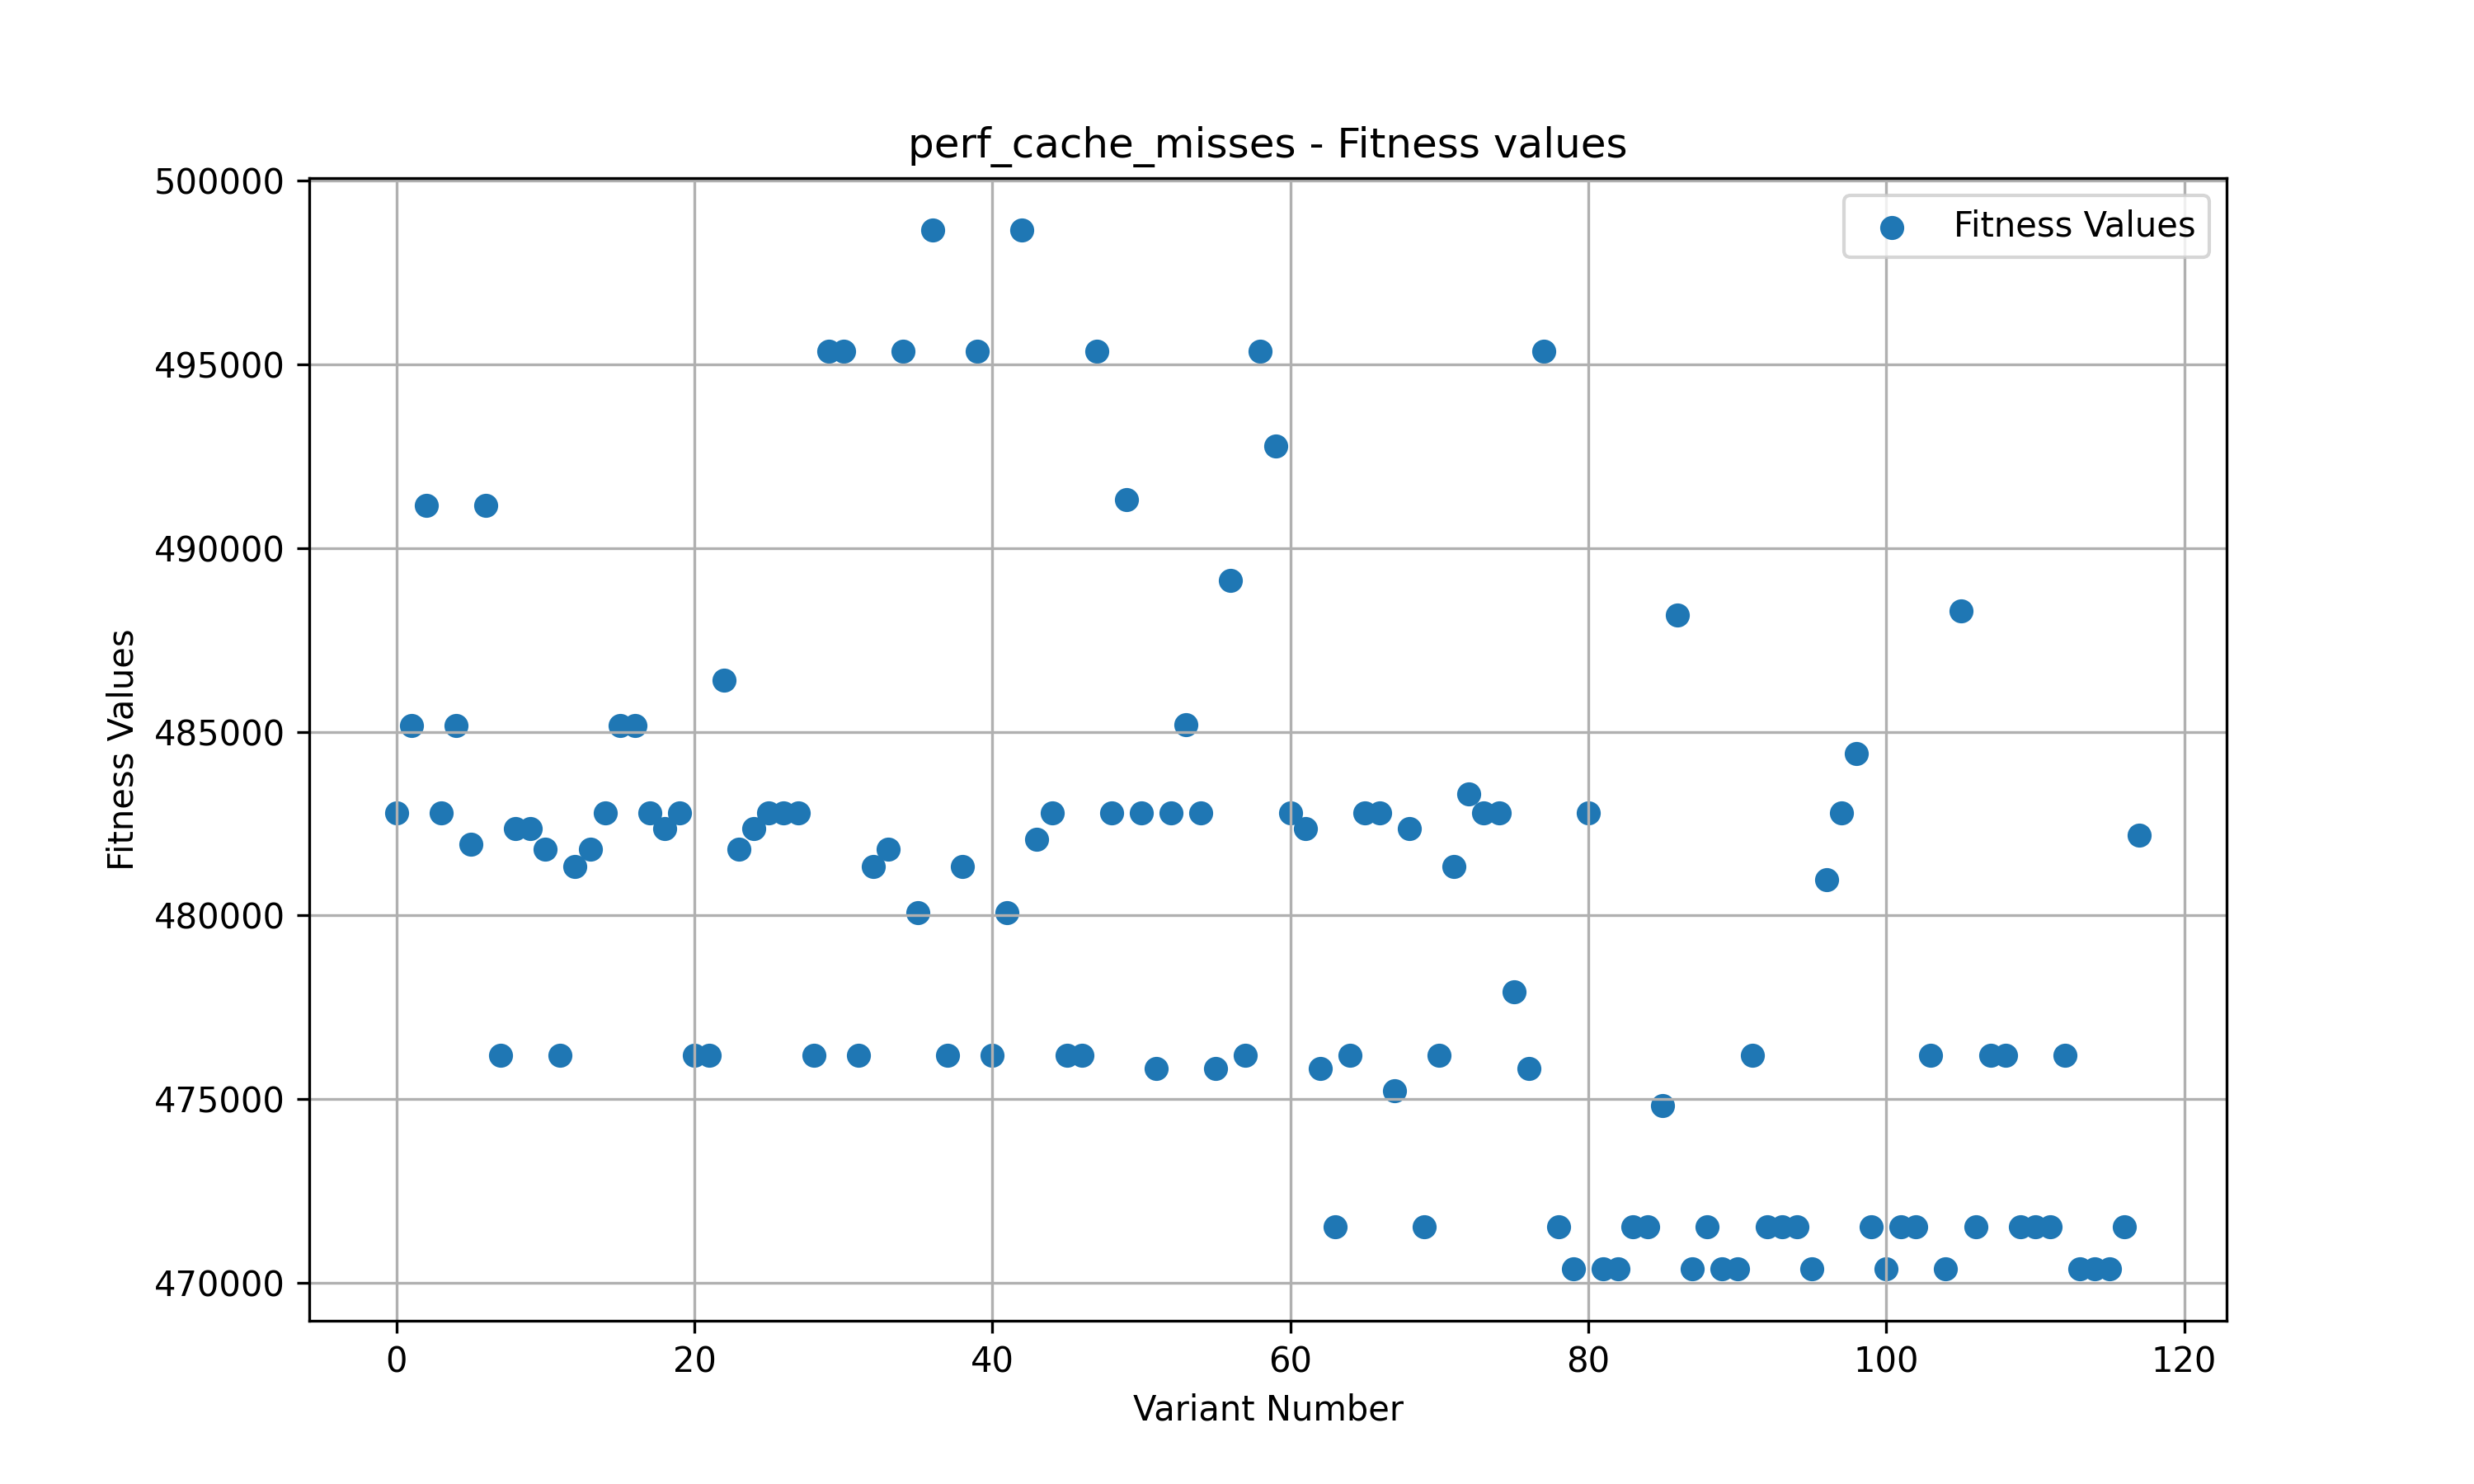 perf_cache_misses - Fitness values
Fitness Values
500000
495000
490000
485000
480000
475000
470000
Fitness Values
0 20 40 60 80 100 120
Variant Number